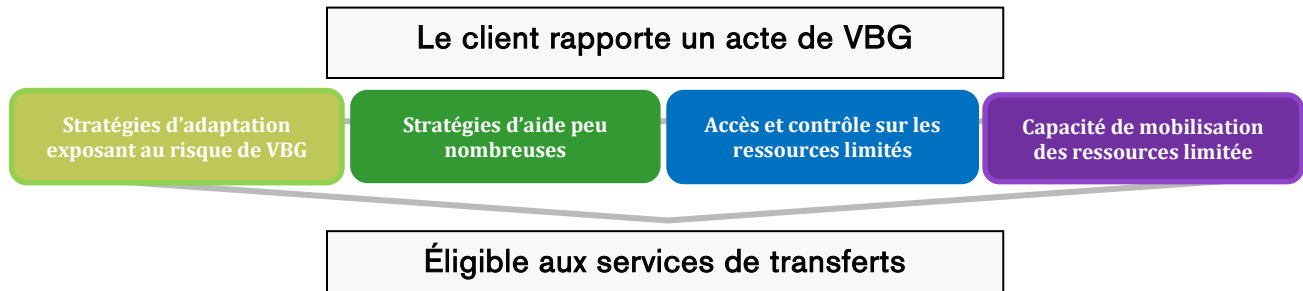 Le client rapporte un acte de VBG
Stratégies d'adaptation
exposant au risque de VBG
Stratégies d'aide peu
nombreuses
Accès et contrôle sur les
ressources limités
Capacité de mobilisation
des ressources limitée
Éligible aux services de transferts